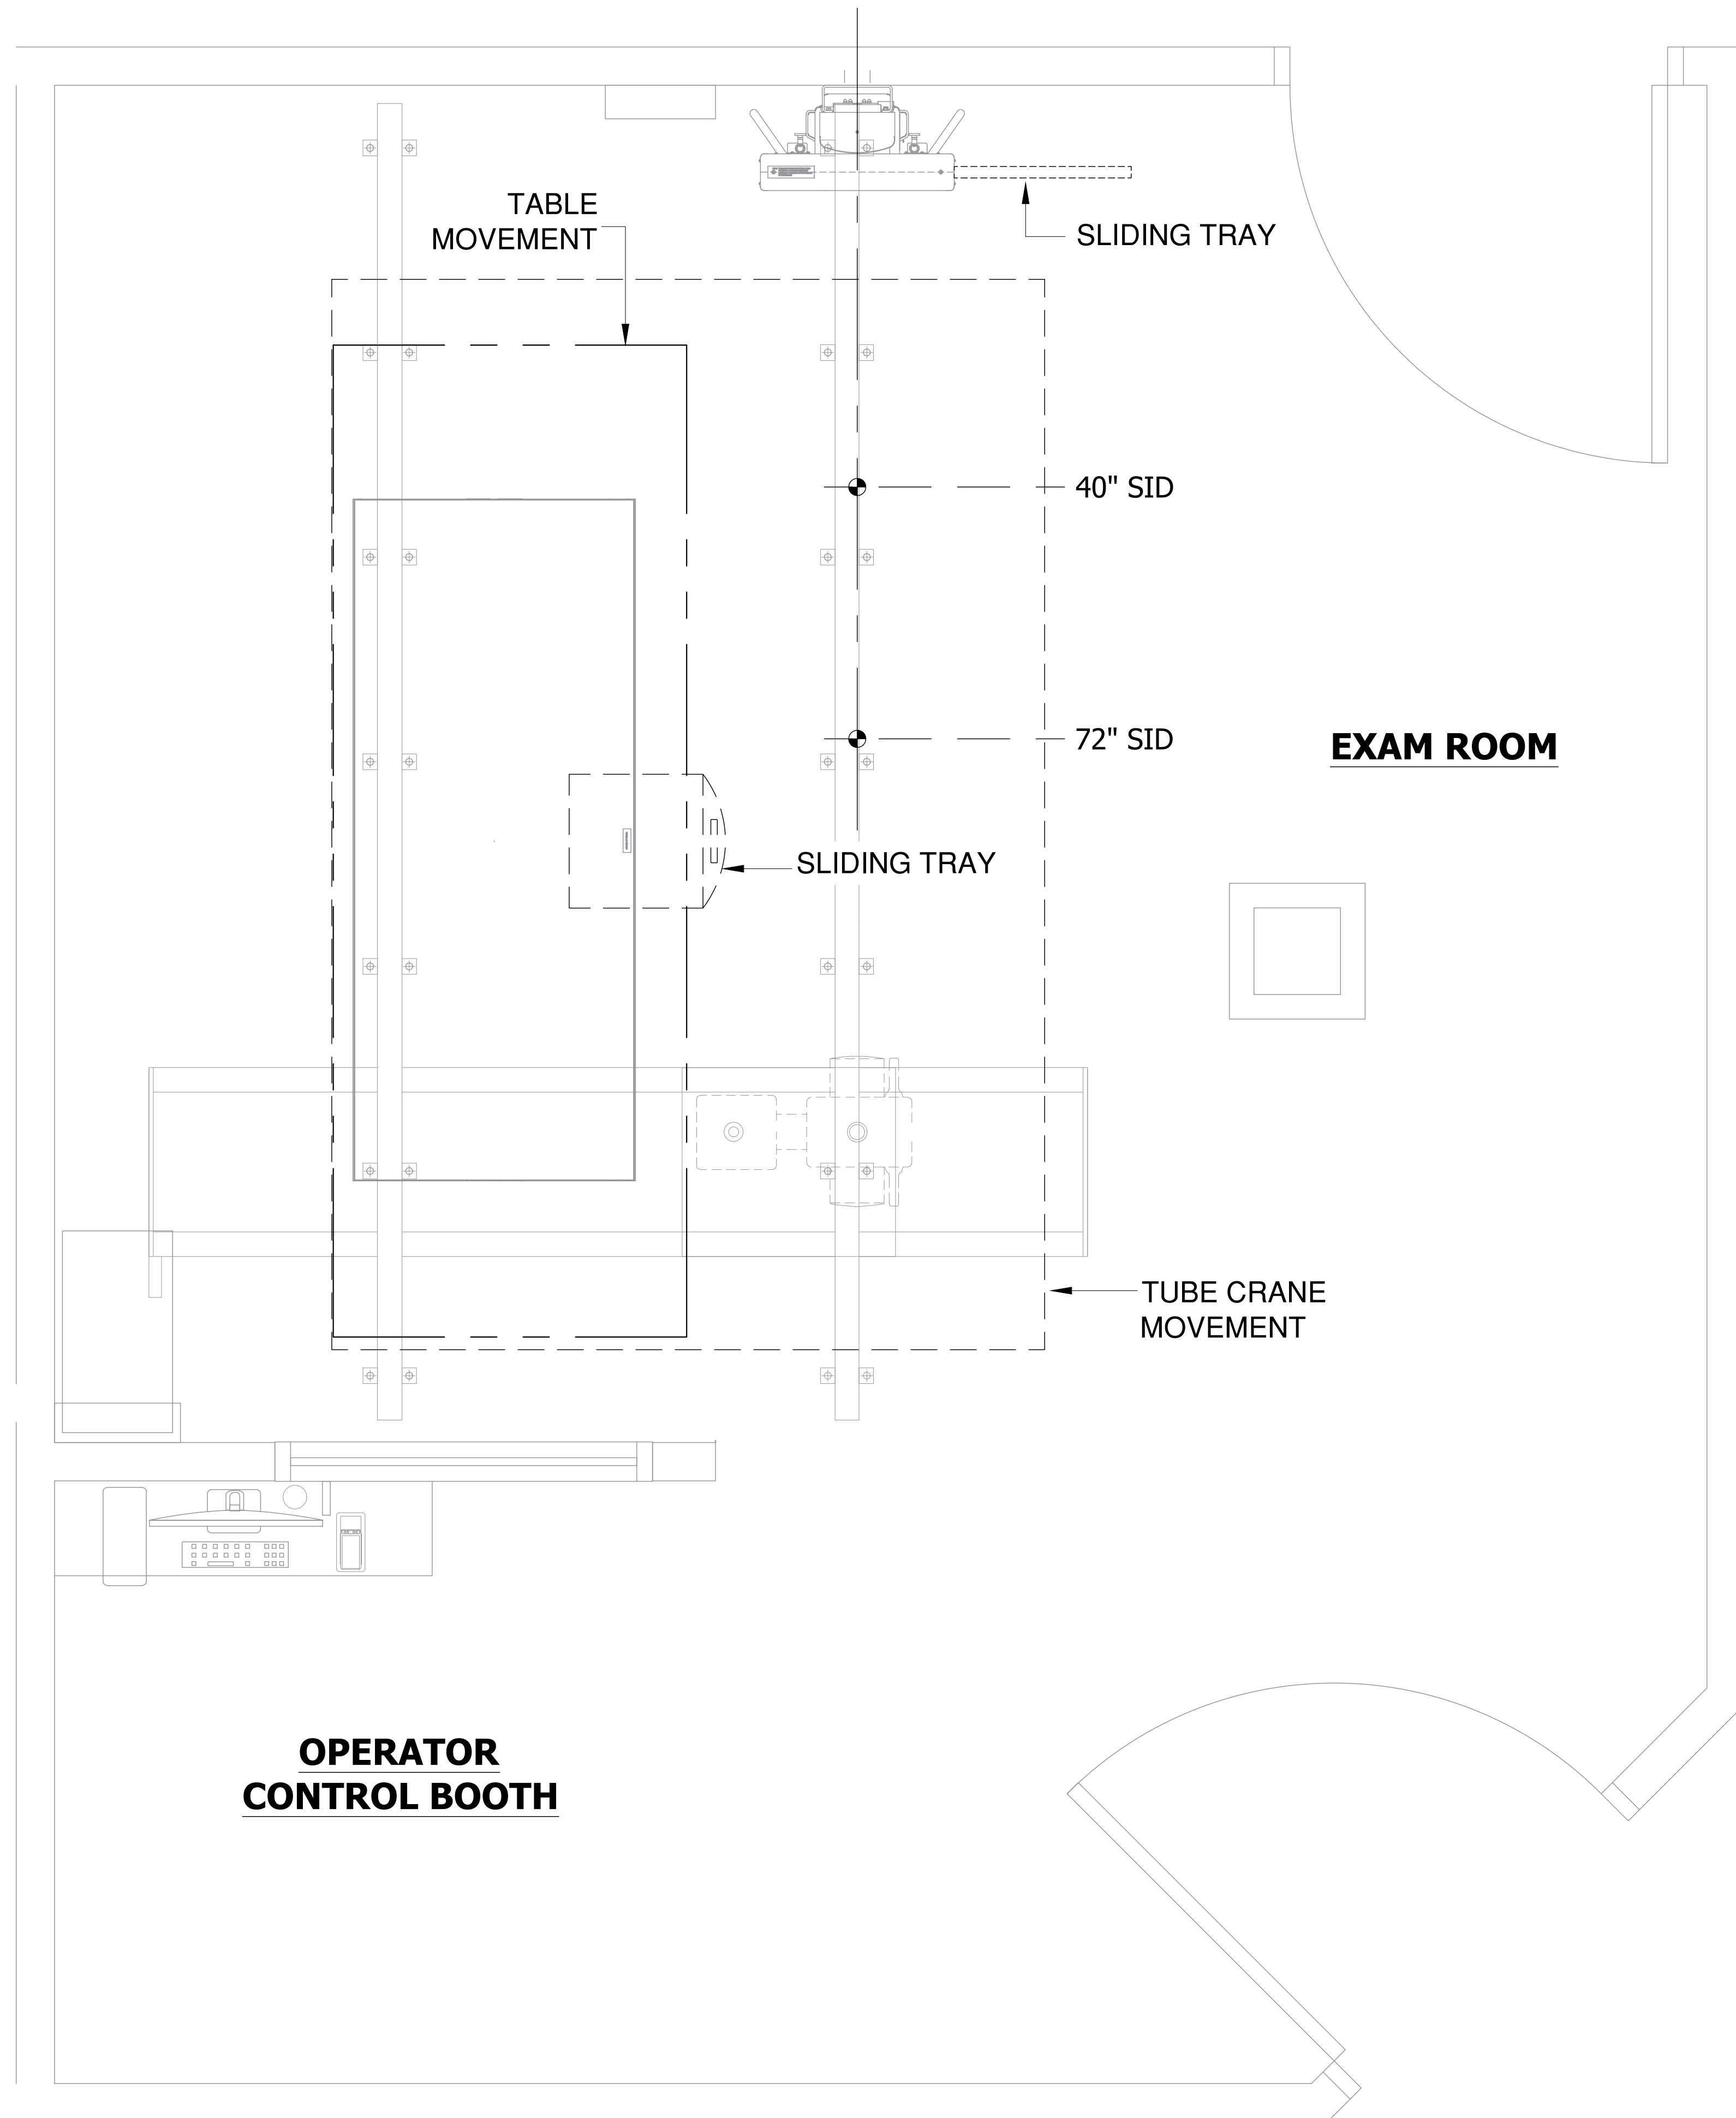 TABLE
MOVEMENT
SLIDING TRAY
40" SID
72" SID
EXAM ROOM
SLIDING TRAY
TUBE CRANE
MOVEMENT
OPERATOR
CONTROL BOOTH